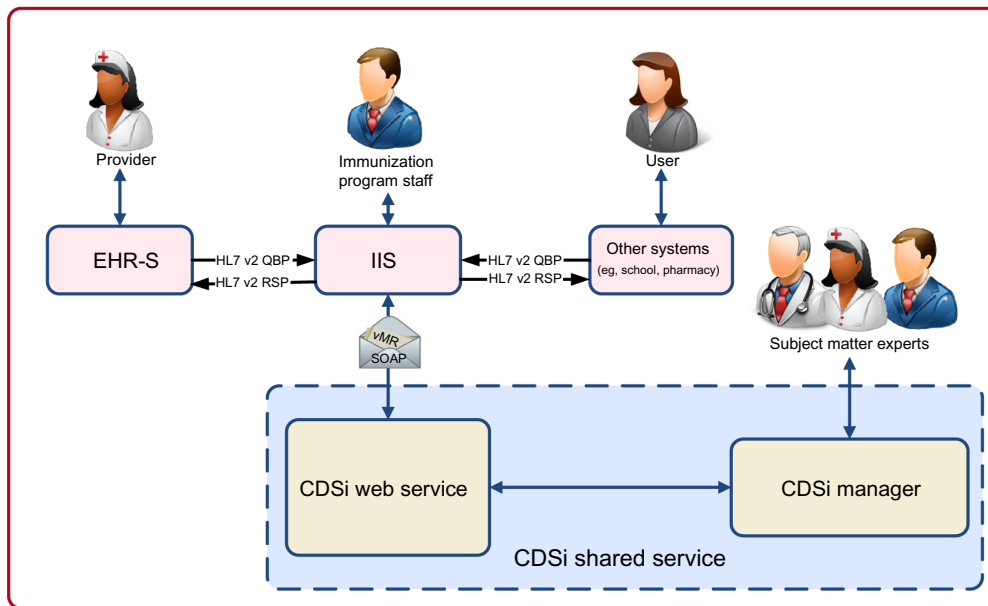 Provider
Immunization
program staff
User
EHR-S
HL7 v2 QBP
HL7 v2 RSP
IIS
HL7 v2 QBP
HL7 v2 RSP
Other systems
(eg, school, pharmacy)
vMR
SOAP
Subject matter experts
CDSi web service
CDSi manager
CDSi shared service